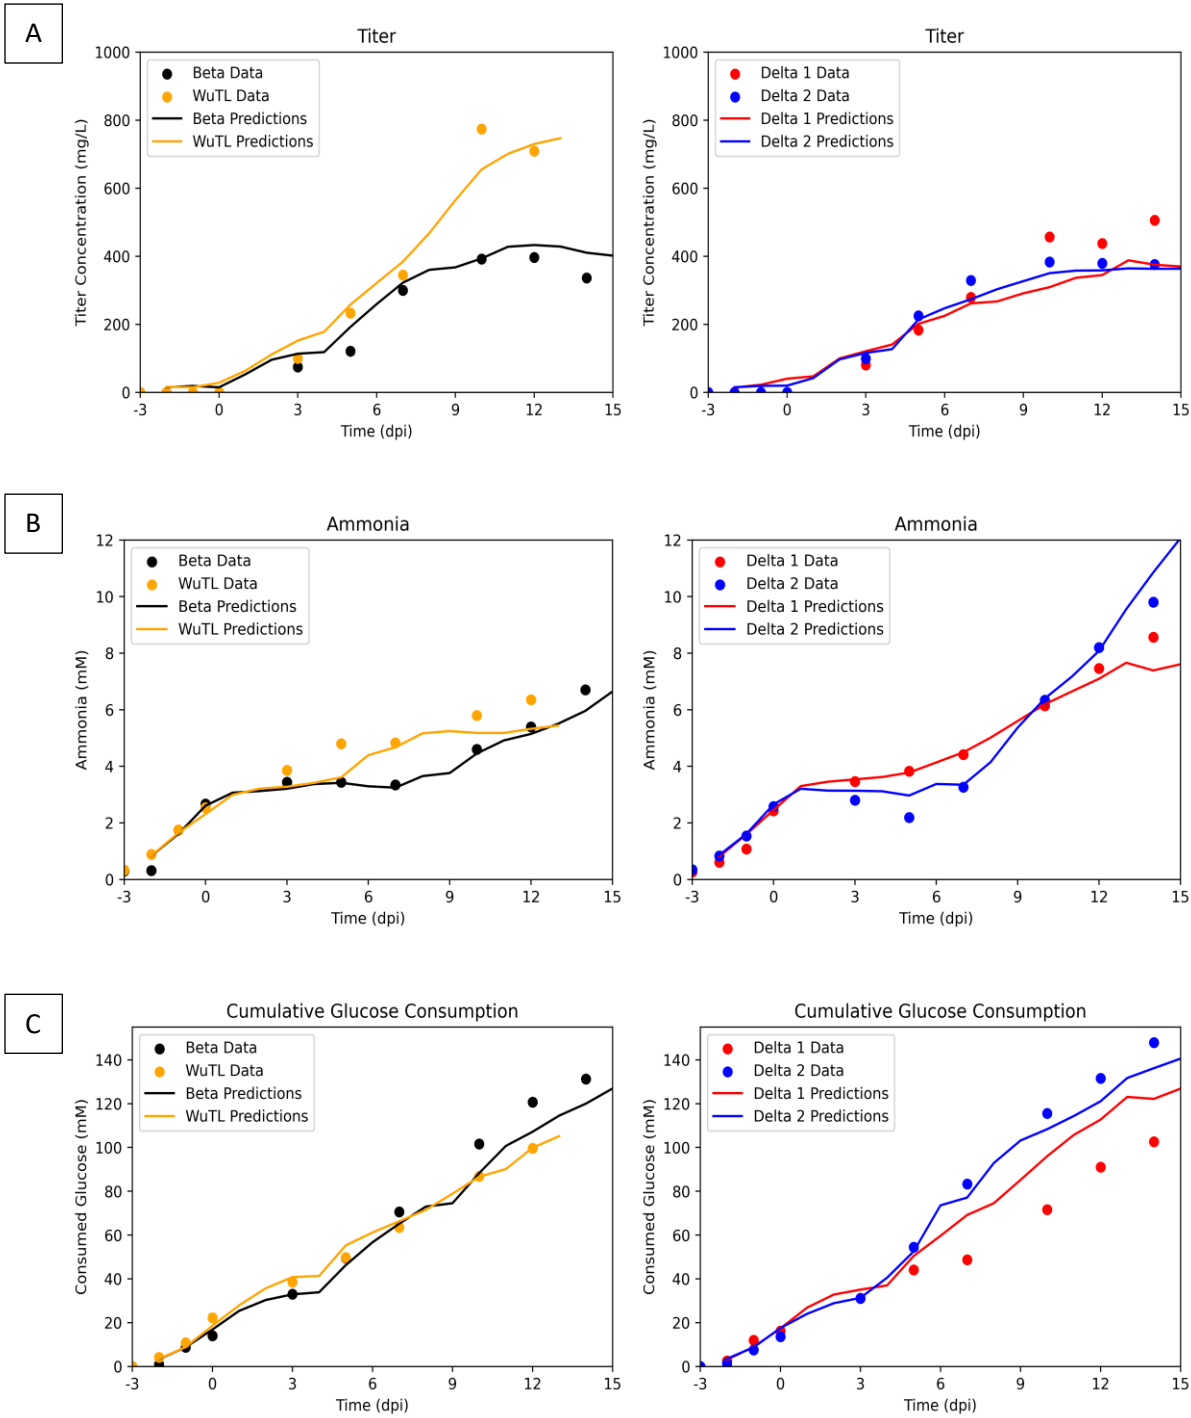 A
Titer
Titer Concentration (mg/L)
1000
800
600
400
200
0
Beta Data
WuTL Data
Beta Predictions
WuTL Predictions
-3 0 3 6 9 12 15
Time (dpi)
Titer
Titer Concentration (mg/L)
1000
800
600
400
200
0
Delta 1 Data
Delta 2 Data
Delta 1 Predictions
Delta 2 Predictions
-3 0 3 6 9 12 15
Time (dpi)
B
Ammonia
Ammonia (mM)
12
10
8
6
4
2
0
Beta Data
WuTL Data
Beta Predictions
WuTL Predictions
-3 0 3 6 9 12 15
Time (dpi)
Ammonia
Ammonia (mM)
12
10
8
6
4
2
0
Delta 1 Data
Delta 2 Data
Delta 1 Predictions
Delta 2 Predictions
-3 0 3 6 9 12 15
Time (dpi)
C
Cumulative Glucose Consumption
Consumed Glucose (mM)
140
120
100
80
60
40
20
0
Beta Data
WuTL Data
Beta Predictions
WuTL Predictions
-3 0 3 6 9 12 15
Time (dpi)
Cumulative Glucose Consumption
Consumed Glucose (mM)
140
120
100
80
60
40
20
0
Delta 1 Data
Delta 2 Data
Delta 1 Predictions
Delta 2 Predictions
-3 0 3 6 9 12 15
Time (dpi)